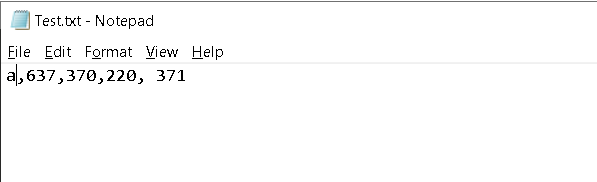 Test.txt - Notepad
File Edit Format View Help
a,637,370,220, 371